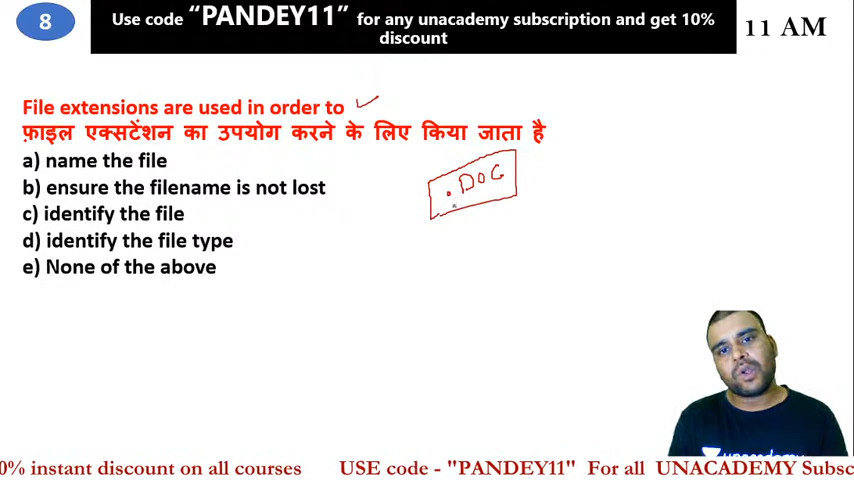 8
Use code “PANDEY11” for any unacademy subscription and get 10%
discount
11 AM
File extensions are used in order to
फ़ाइल एक्सटेंशन का उपयोग करने के लिए किया जाता है
a) name the file
b) ensure the filename is not lost
c) identify the file
d) identify the file type
e) None of the above
.DOC
unacademy
0% instant discount on all courses USE code - "PANDEY11" For all UNACADEMY Subsc